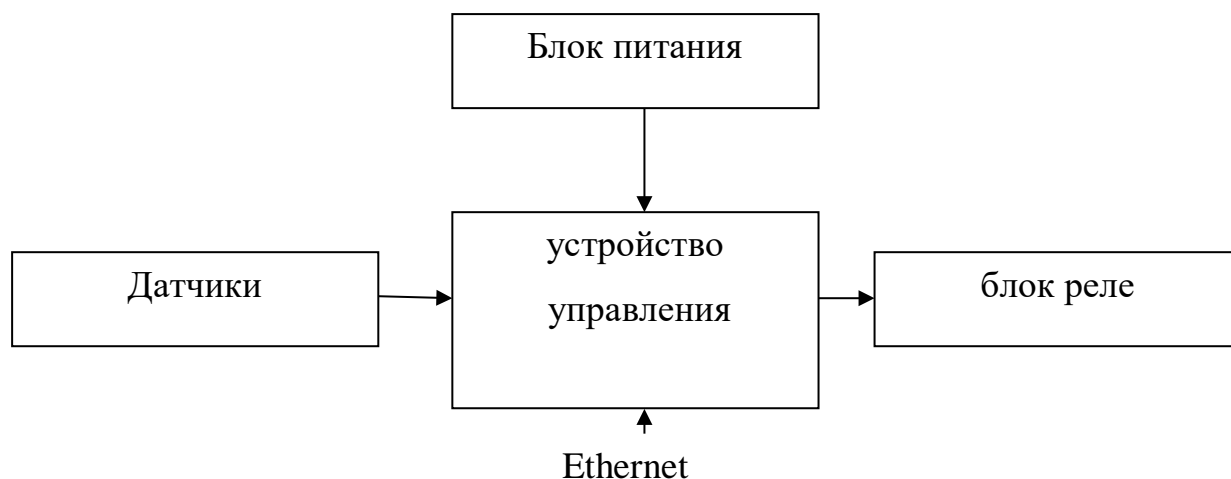 Блок питания
устройство
управления
Датчики
блок реле
Ethernet